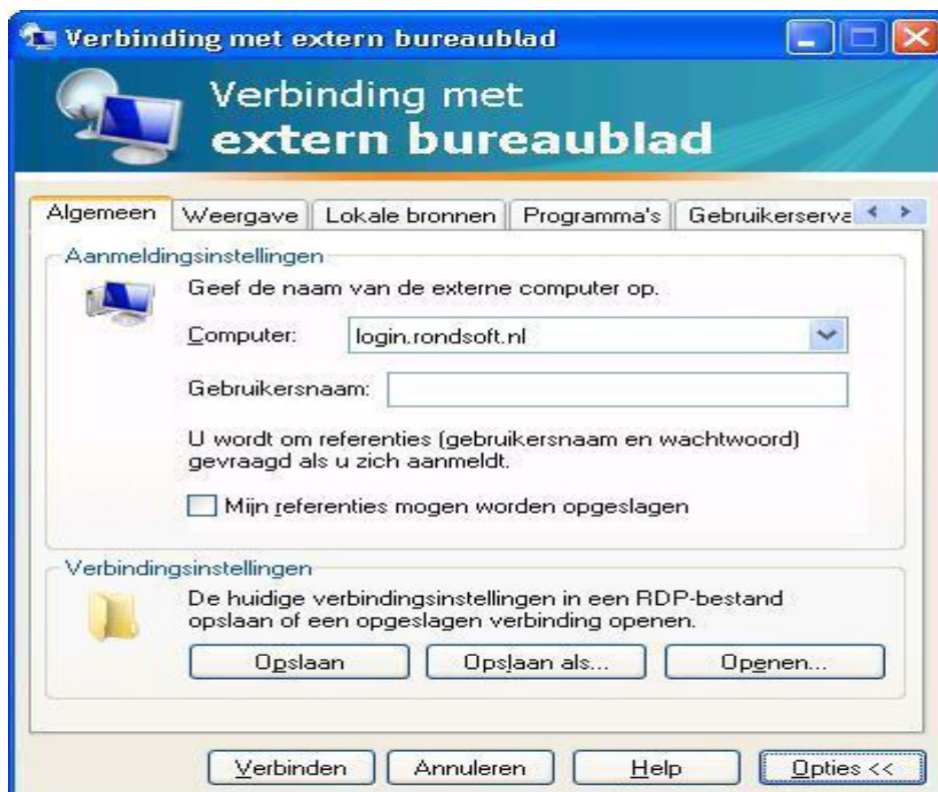 Verbinding met extern bureaublad
Verbinding met
extern bureaublad
Algemeen Weergave Lokale bronnen Programma's Gebruikerserva
Aanmeldingsinstellingen
Geef de naam van de externe computer op.
Computer: login.rondsoft.nl
Gebruikersnaam:
U wordt om referenties (gebruikersnaam en wachtwoord)
gevraagd als u zich aanmeldt.
Mijn referenties mogen worden opgeslagen
Verbindingsinstellingen
De huidige verbindingsinstellingen in een RDP-bestand
opslaan of een opgeslagen verbinding openen.
Opslaan Opslaan als... Openen...
Verbinden Annuleren Help Opties <<